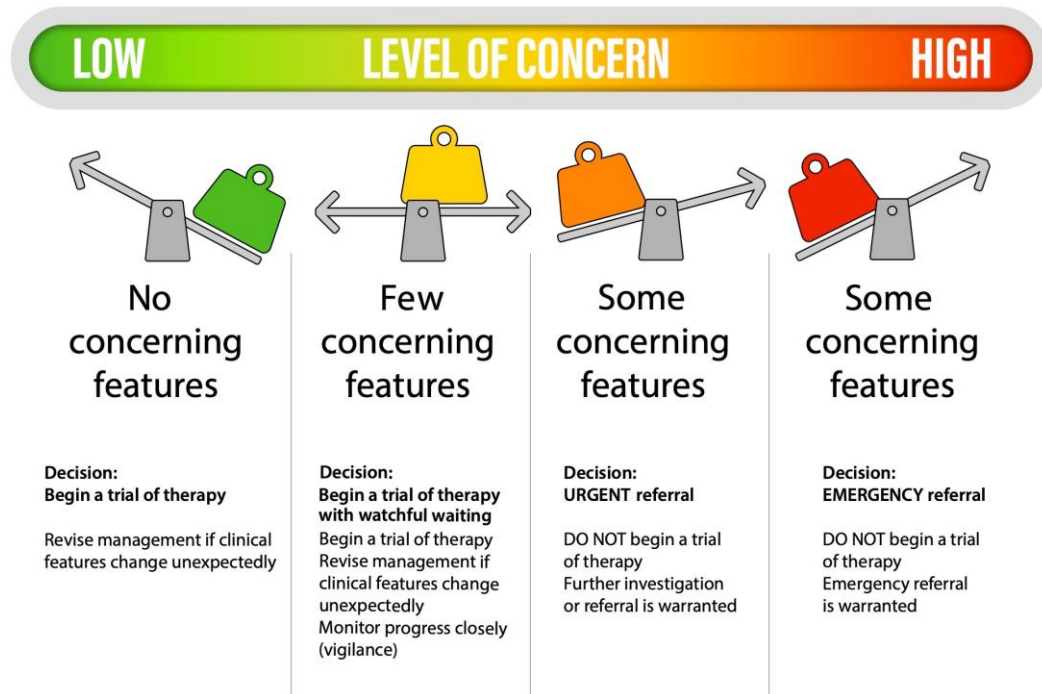 LOW LEVEL OF CONCERN HIGH
No
concerning
features
Decision:
Begin a trial of therapy
Revise management if clinical
features change unexpectedly
Few
concerning
features
Decision:
Begin a trial of therapy
with watchful waiting
Begin a trial of therapy
Revise management if
clinical features change
unexpectedly
Monitor progress closely
(vigilance)
Some
concerning
features
Decision:
URGENT referral
DO NOT begin a trial
of therapy
Further investigation
or referral is warranted
Some
concerning
features
Decision:
EMERGENCY referral
DO NOT begin a trial
of therapy
Emergency referral
is warranted